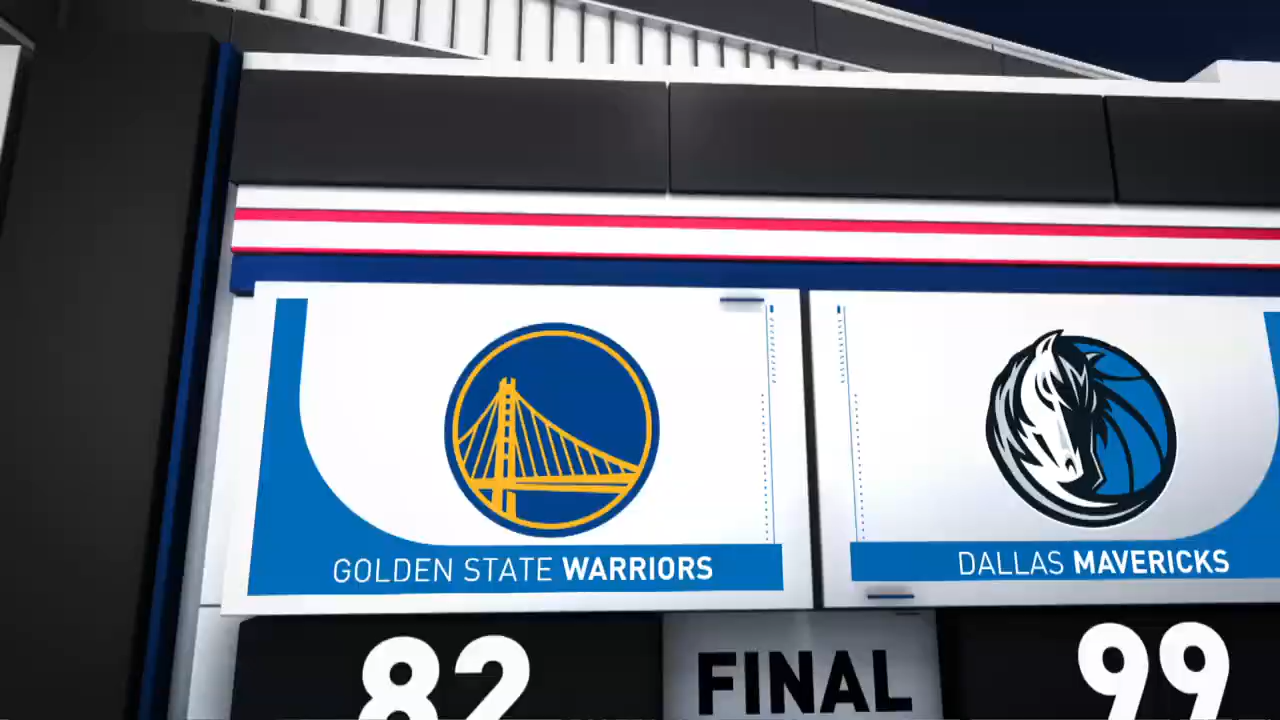 GOLDEN STATE WARRIORS
DALLAS MAVERICKS
82
FINAL
99